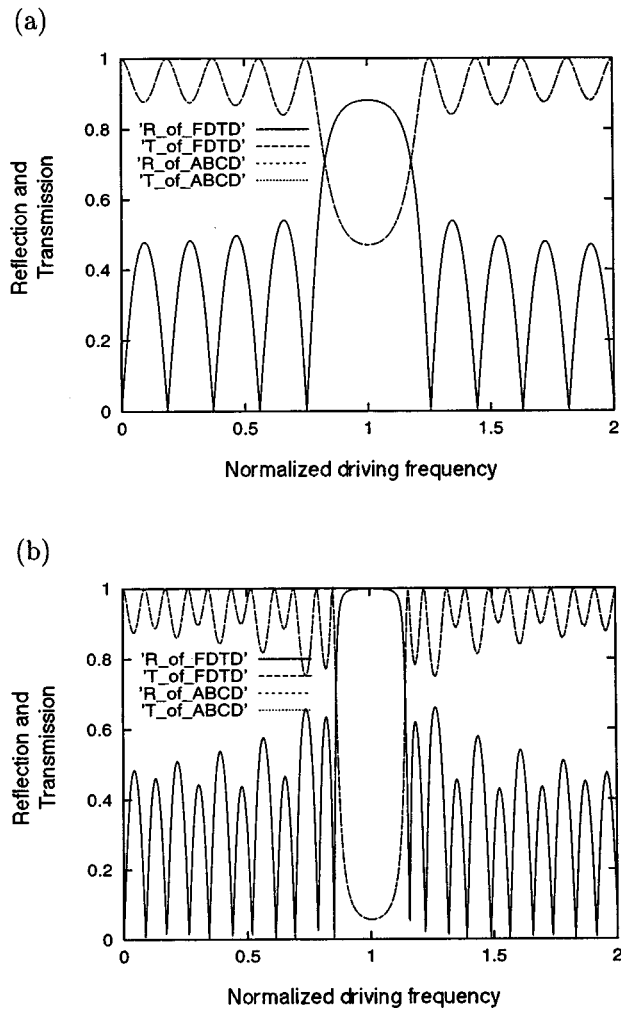 (a)
1
0.8
0.6
0.4
0.2
0
'R_of_FDTD'
'T_of_FDTD'
'R_of_ABCD'
'T_of_ABCD'
Reflection and
Transmission
0 0.5 1 1.5 2
Normalized driving frequency
(b)
1
0.8
0.6
0.4
0.2
0
'R_of_FDTD'
'T_of_FDTD'
'R_of_ABCD'
'T_of_ABCD'
Reflection and
Transmission
0 0.5 1 1.5 2
Normalized driving frequency